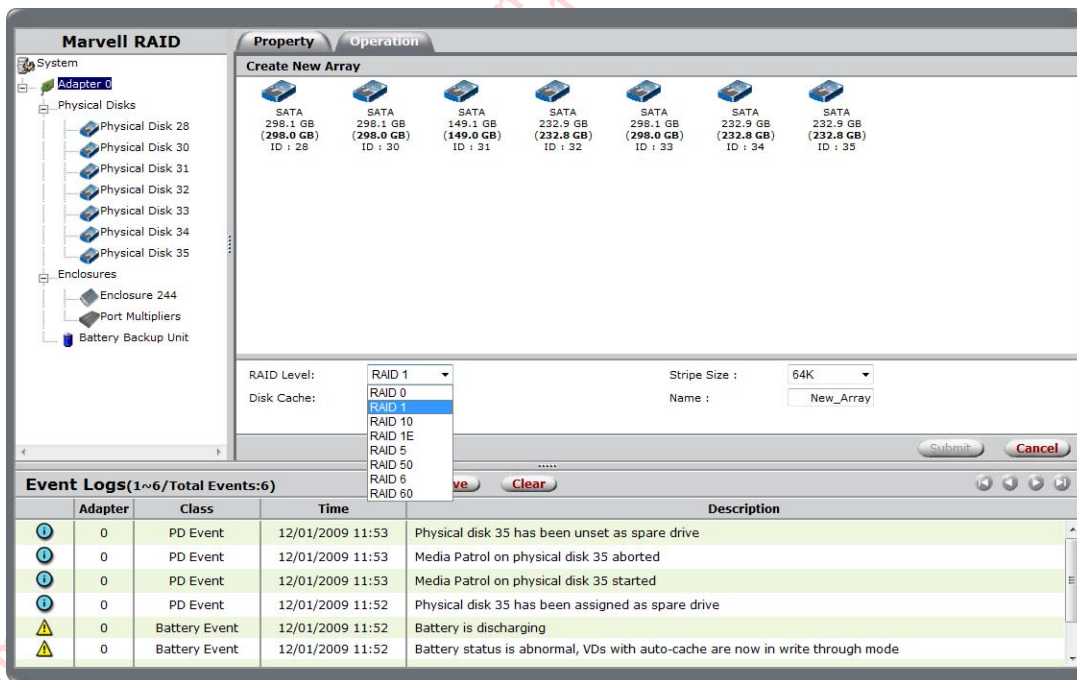 Marvell RAID
System
Adapter 0
Physical Disks
Physical Disk 28
Physical Disk 30
Physical Disk 31
Physical Disk 32
Physical Disk 33
Physical Disk 34
Physical Disk 35
Enclosures
Enclosure 244
Port Multipliers
Battery Backup Unit
Property Operation
Create New Array
SATA SATA SATA SATA SATA SATA SATA
298.1 GB 298.1 GB 149.1 GB 232.9 GB 298.1 GB 232.9 GB 232.9 GB
(298.0 GB) (298.0 GB) (149.0 GB) (232.8 GB) (298.0 GB) (232.8 GB) (232.8 GB)
ID : 28 ID : 30 ID : 31 ID : 32 ID : 33 ID : 34 ID : 35
RAID Level: RAID 1 Stripe Size : 64K
Disk Cache: Name : New_Array
RAID 0
RAID 1
RAID 10
RAID 1E
RAID 5
RAID 50
RAID 6
RAID 60
Submit Cancel
Event Logs(1~6/Total Events:6) Clear
Adapter Class Time Description
0 PD Event 12/01/2009 11:53 Physical disk 35 has been unset as spare drive
0 PD Event 12/01/2009 11:53 Media Patrol on physical disk 35 aborted
0 PD Event 12/01/2009 11:53 Media Patrol on physical disk 35 started
0 PD Event 12/01/2009 11:52 Physical disk 35 has been assigned as spare drive
0 Battery Event 12/01/2009 11:52 Battery is discharging
0 Battery Event 12/01/2009 11:52 Battery status is abnormal, VDs with auto-cache are now in write through mode